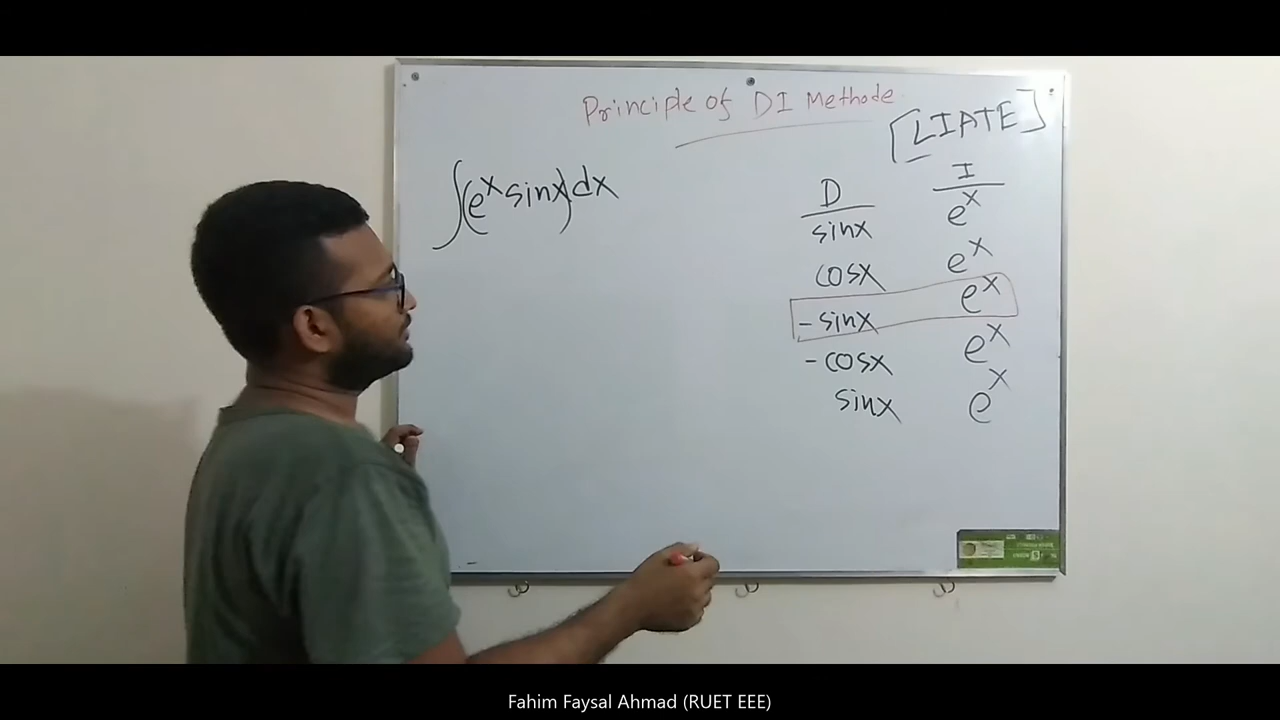 Principle of DI Methode
[LIATE]
∫(e^x sinx)dx
D I
sinx e^x
cosx e^x
-sinx e^x
-cosx e^x
sinx e^x
Fahim Faysal Ahmad (RUET EEE)